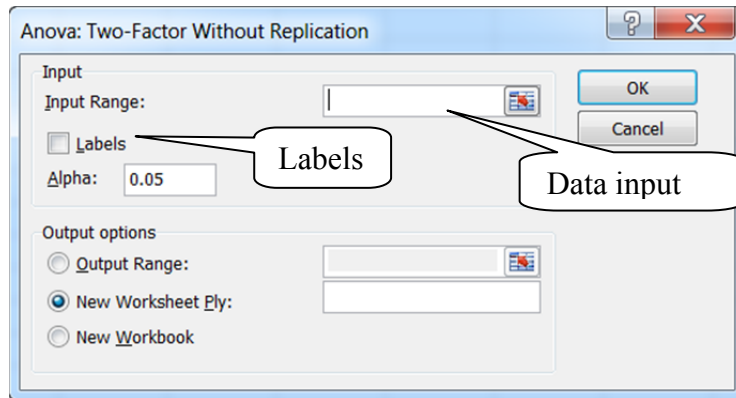 Anova: Two-Factor Without Replication
?
X
Input
Input Range:
OK
Labels
Cancel
Labels
Alpha: 0.05
Data input
Output options
Output Range:
New Worksheet Ply:
New Workbook